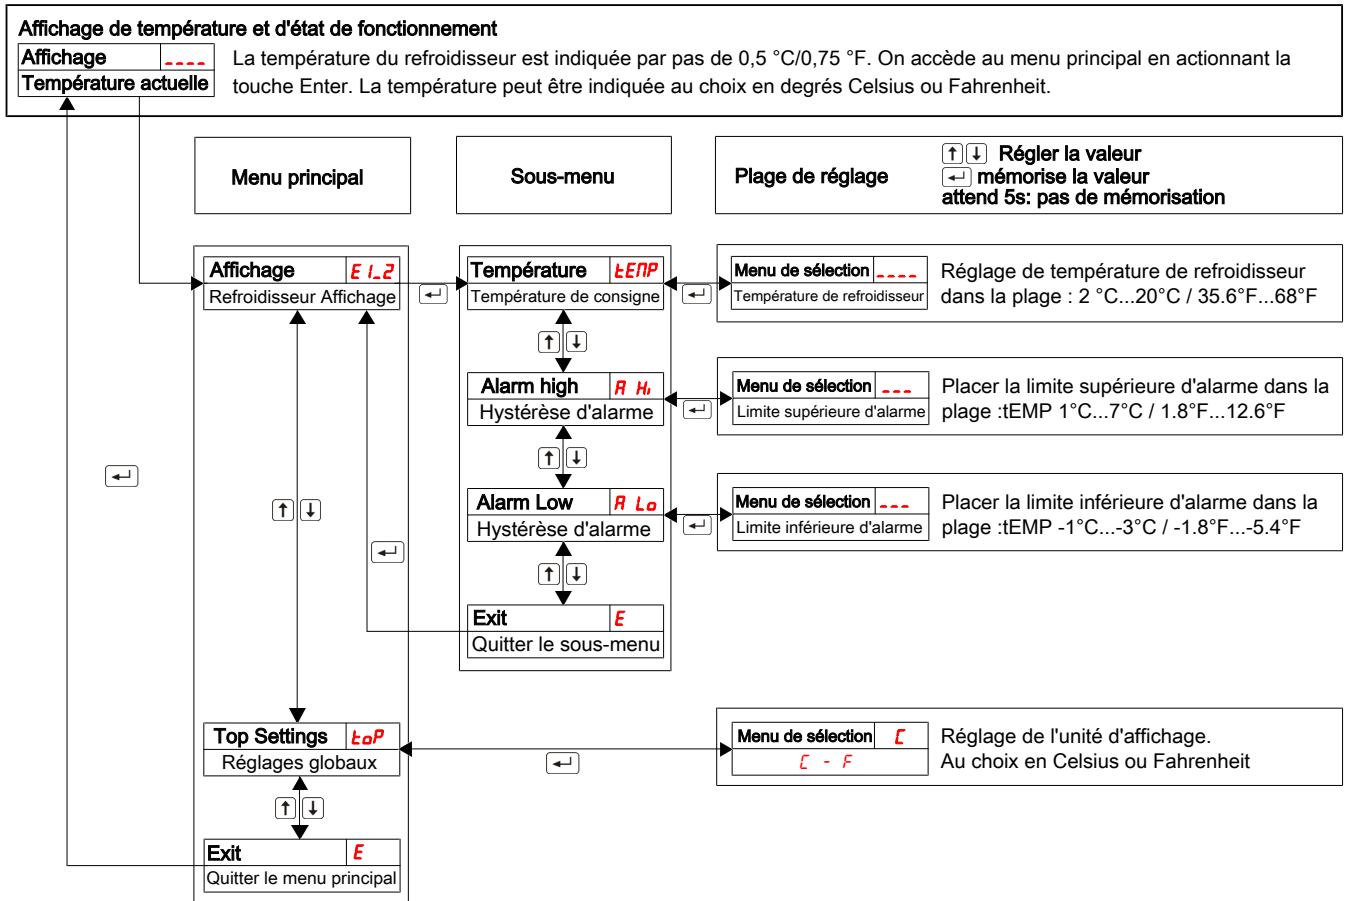 Affichage de température et d'état de fonctionnement
Affichage ----
Température actuelle
La température du refroidisseur est indiquée par pas de 0,5 °C/0,75 °F. On accède au menu principal en actionnant la
touche Enter. La température peut être indiquée au choix en degrés Celsius ou Fahrenheit.
Menu principal
Sous-menu
Plage de réglage
↑ ↓ Régler la valeur
↵ mémorise la valeur
attend 5s: pas de mémorisation
Affichage E1_2
Refroidisseur Affichage
↵
Température tEMP
Température de consigne
↵
Menu de sélection ----
Température de refroidisseur
Réglage de température de refroidisseur
dans la plage : 2 °C...20°C / 35.6°F...68°F
↑ ↓
Alarm high A Hi
Hystérèse d'alarme
↵
Menu de sélection ---
Limite supérieure d'alarme
Placer la limite supérieure d'alarme dans la
plage :tEMP 1°C...7°C / 1.8°F...12.6°F
↑ ↓
↵
Alarm Low A Lo
Hystérèse d'alarme
↵
Menu de sélection ---
Limite inférieure d'alarme
Placer la limite inférieure d'alarme dans la
plage :tEMP -1°C...-3°C / -1.8°F...-5.4°F
↑ ↓
↵
↑ ↓
Exit E
Quitter le sous-menu
Top Settings toP
Réglages globaux
↵
Menu de sélection C
C - F
Réglage de l'unité d'affichage.
Au choix en Celsius ou Fahrenheit
↑ ↓
Exit E
Quitter le menu principal